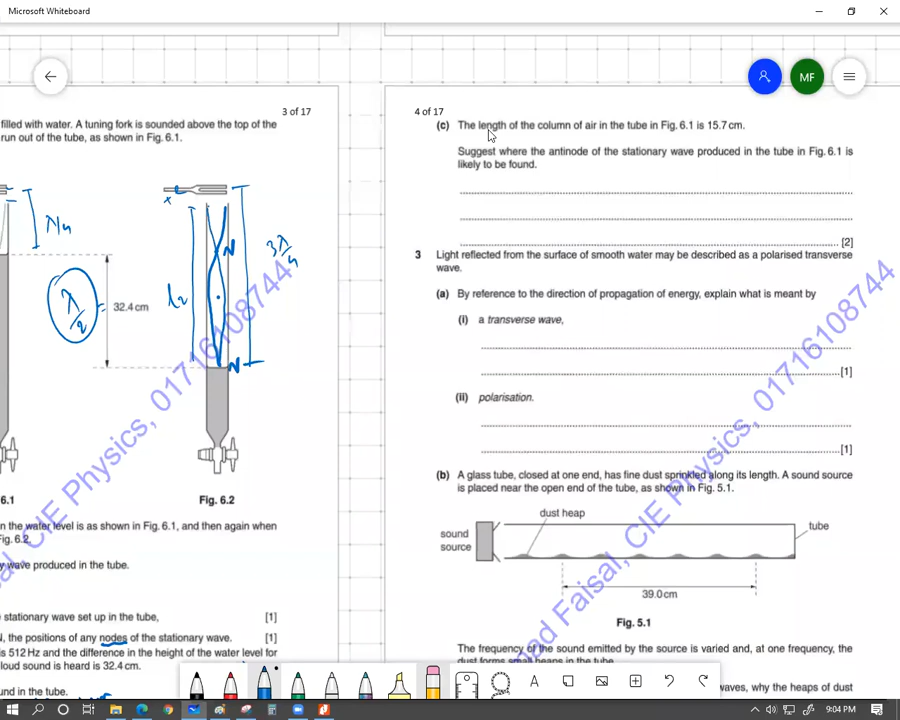 Microsoft Whiteboard
MF
3 of 17
filled with water. A tuning fork is sounded above the top of the
run out of the tube, as shown in Fig. 6.1.
λ/4
λ/2
32.4 cm
x
N
l2
3λ/4
N
6.1
Fig. 6.2
n the water level is as shown in Fig. 6.1, and then again when
Fig. 6.2.
y wave produced in the tube.
stationary wave set up in the tube,
[1]
N, the positions of any nodes of the stationary wave.
[1]
is 512 Hz and the difference in the height of the water level for
loud sound is heard is 32.4 cm.
und in the tube.
4 of 17
(c) The length of the column of air in the tube in Fig. 6.1 is 15.7 cm.
Suggest where the antinode of the stationary wave produced in the tube in Fig. 6.1 is
likely to be found.
[2]
3 Light reflected from the surface of smooth water may be described as a polarised transverse
wave.
(a) By reference to the direction of propagation of energy, explain what is meant by
(i) a transverse wave,
[1]
(ii) polarisation.
[1]
(b) A glass tube, closed at one end, has fine dust sprinkled along its length. A sound source
is placed near the open end of the tube, as shown in Fig. 5.1.
dust heap
tube
sound
source
39.0 cm
Fig. 5.1
The frequency of the sound emitted by the source is varied and, at one frequency, the
dust forms small heaps in the tube.
waves, why the heaps of dust
CIE Physics, 01716108744
Faisal, CIE Physics, 01716108744
9:04 PM